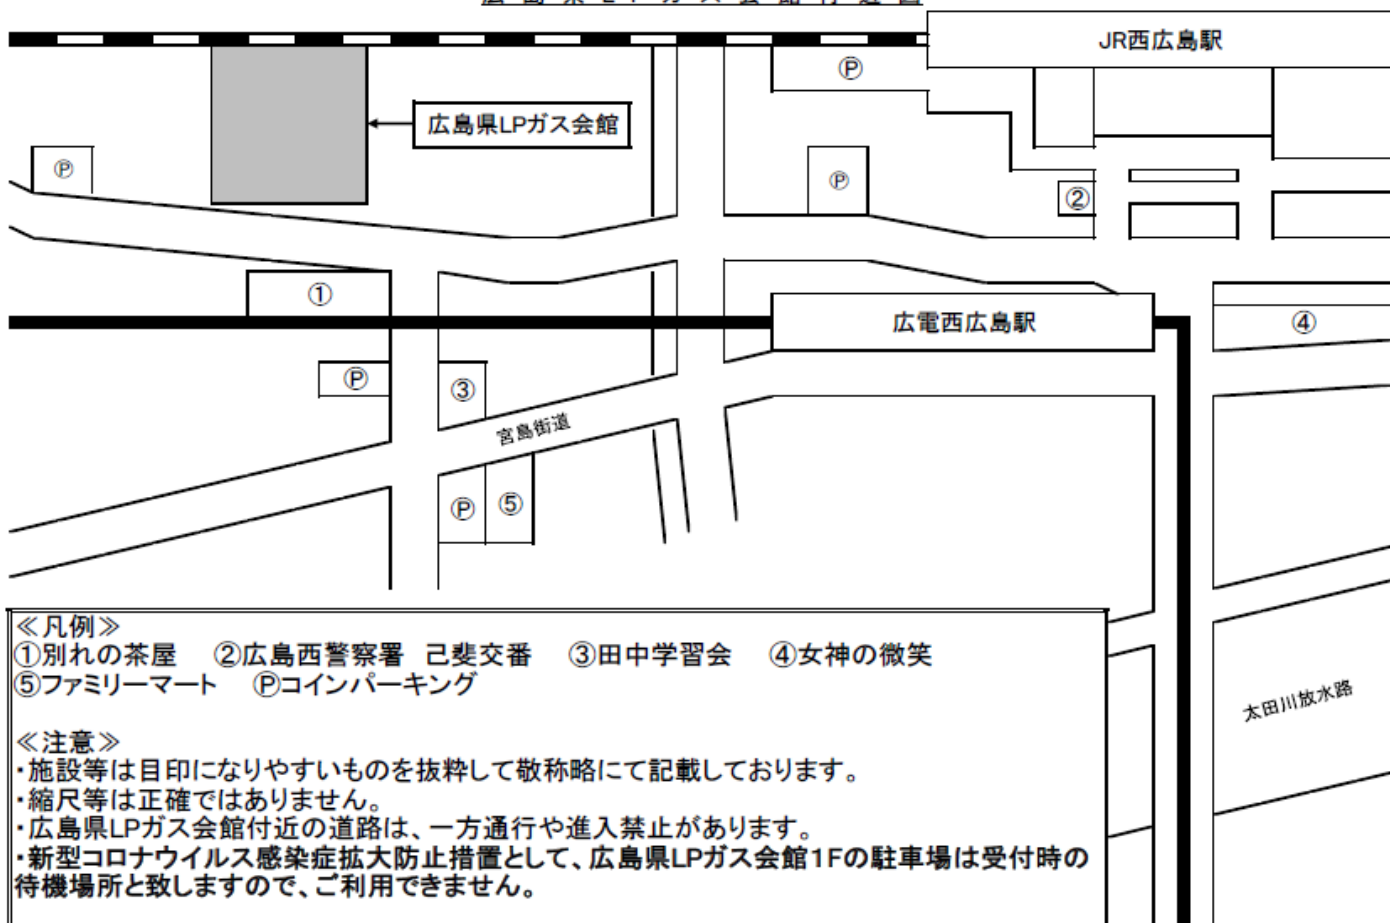 JR西広島駅
Ⓟ
広島県LPガス会館
Ⓟ
Ⓟ
②
①
広電西広島駅
④
Ⓟ
③
宮島街道
Ⓟ
⑤
太田川放水路
≪凡例≫
①別れの茶屋 ②広島西警察署 己斐交番 ③田中学習会 ④女神の微笑
⑤ファミリーマート Ⓟコインパーキング
≪注意≫
・施設等は目印になりやすいものを抜粋して敬称略にて記載しております。
・縮尺等は正確ではありません。
・広島県LPガス会館付近の道路は、一方通行や進入禁止があります。
・新型コロナウイルス感染症拡大防止措置として、広島県LPガス会館1Fの駐車場は受付時の
待機場所と致しますので、ご利用できません。